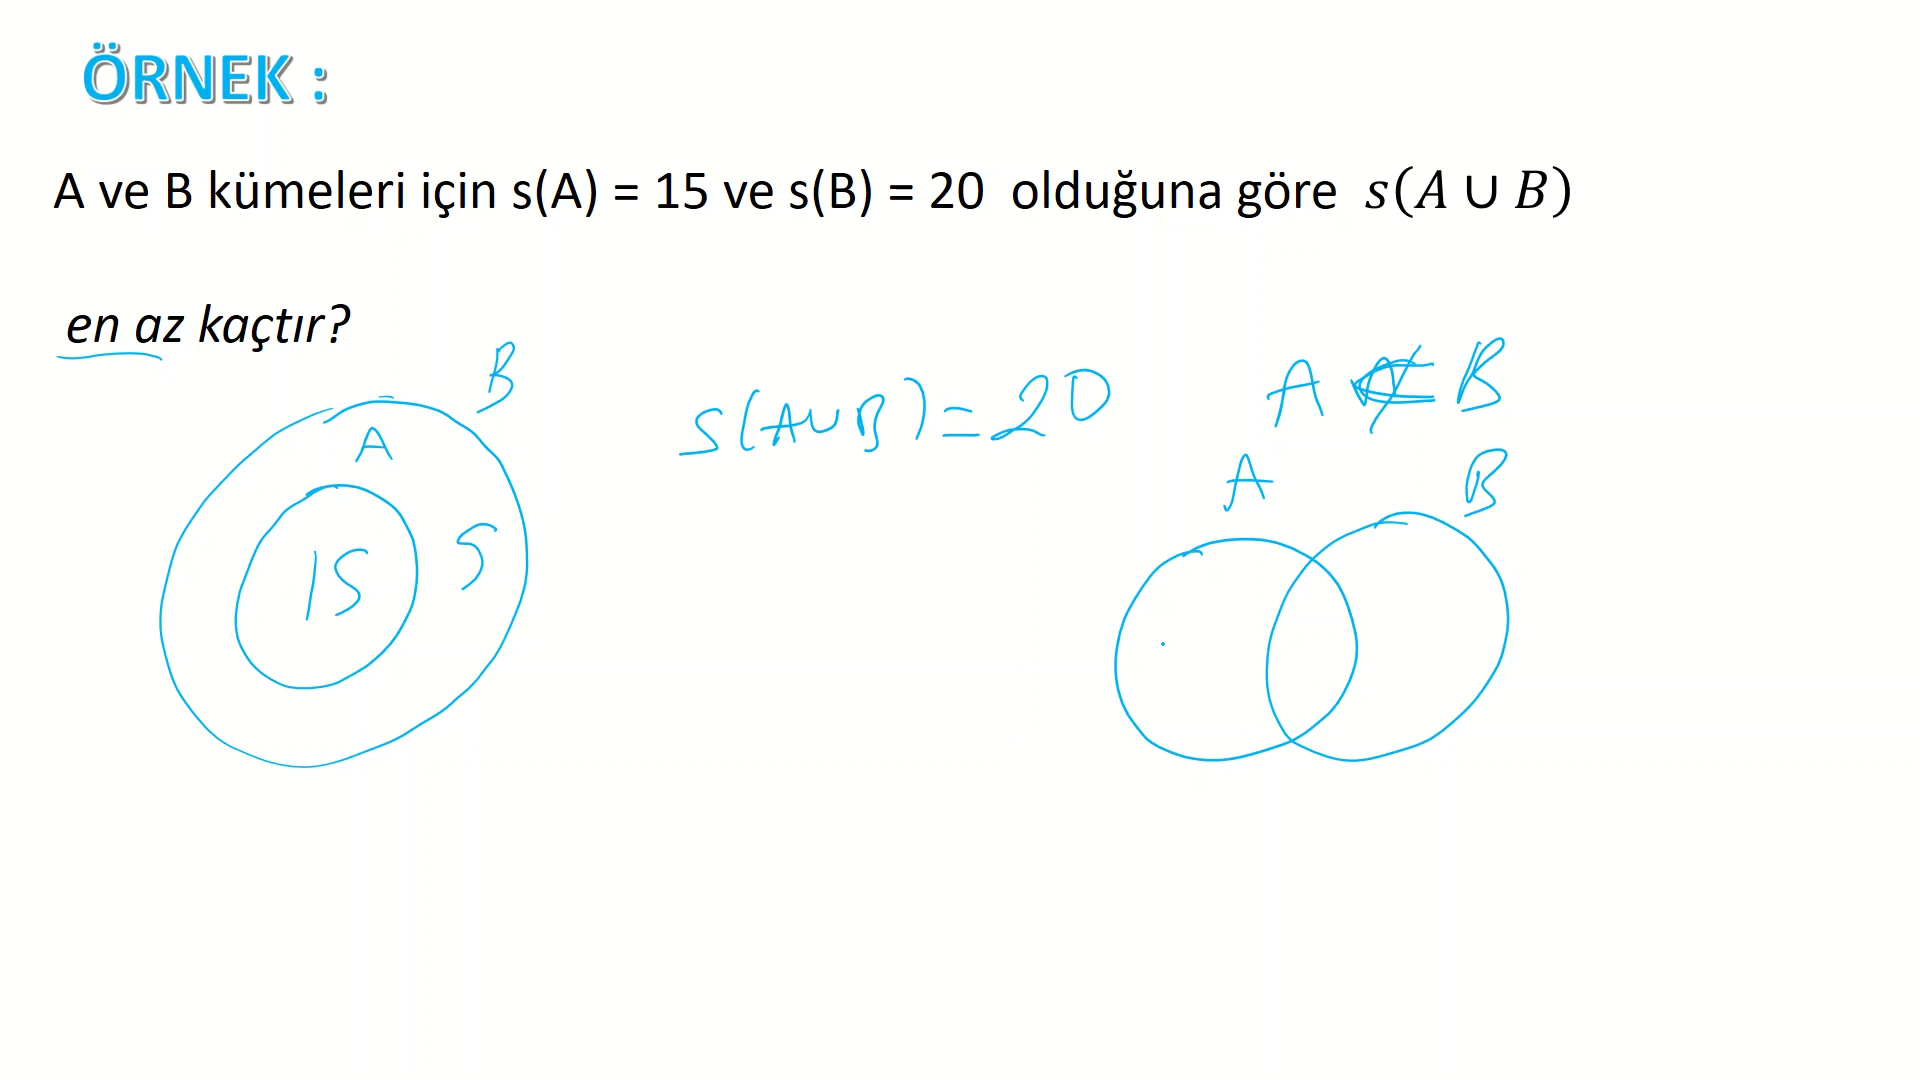 ÖRNEK :
A ve B kümeleri için s(A) = 15 ve s(B) = 20 olduğuna göre s(A ∪ B)
en az kaçtır?
B
A
15
5
S(A∪B)=20
A B
A B